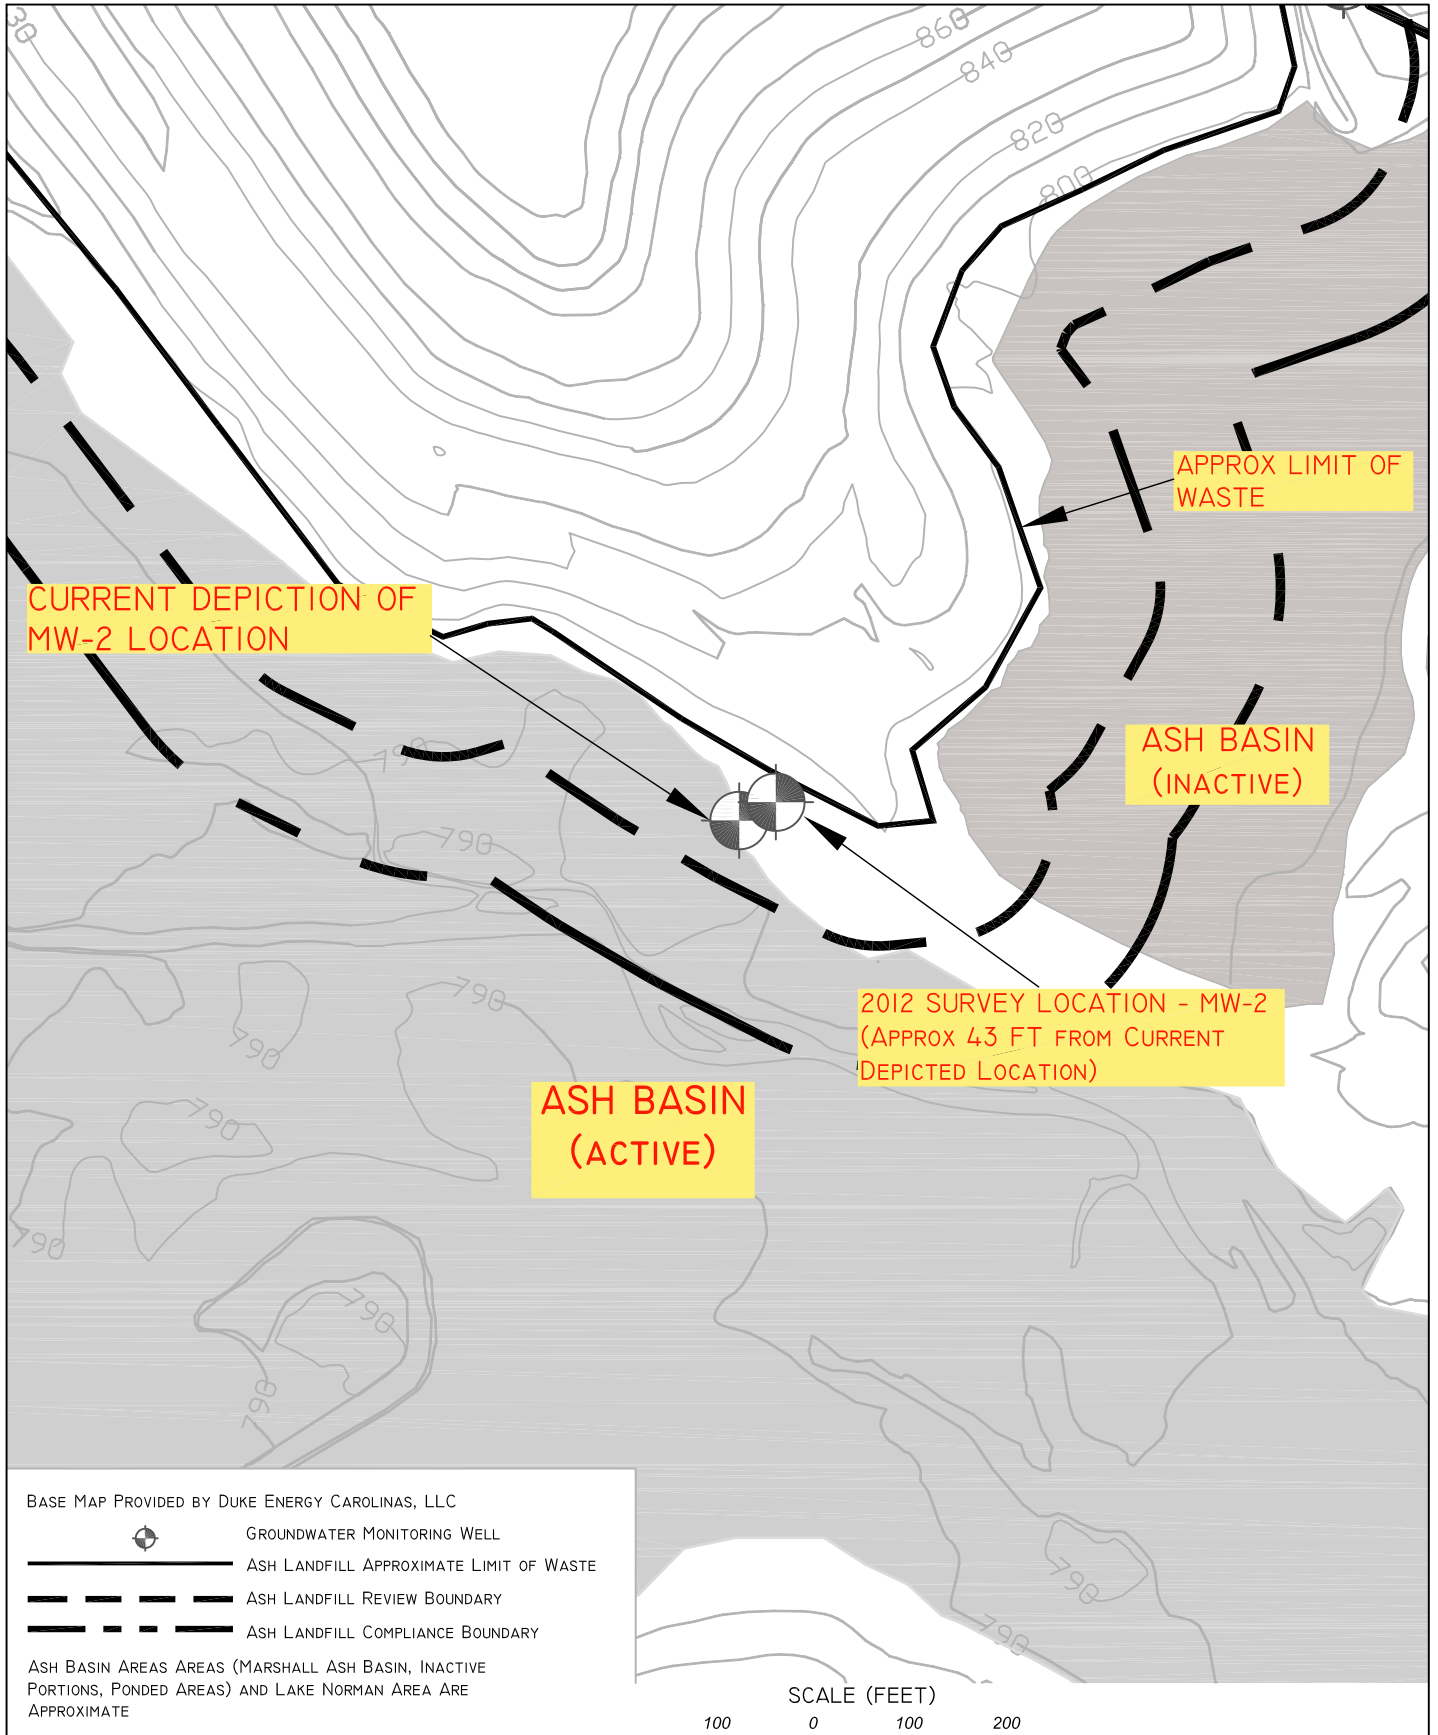 860
840
820
800
APPROX LIMIT OF
WASTE
CURRENT DEPICTION OF
MW-2 LOCATION
ASH BASIN
(INACTIVE)
790
790
790
2012 SURVEY LOCATION - MW-2
(APPROX 43 FT FROM CURRENT
DEPICTED LOCATION)
790
ASH BASIN
(ACTIVE)
790
790
790
790
790
790
BASE MAP PROVIDED BY DUKE ENERGY CAROLINAS, LLC
GROUNDWATER MONITORING WELL
ASH LANDFILL APPROXIMATE LIMIT OF WASTE
ASH LANDFILL REVIEW BOUNDARY
ASH LANDFILL COMPLIANCE BOUNDARY
ASH BASIN AREAS AREAS (MARSHALL ASH BASIN, INACTIVE
PORTIONS, PONDED AREAS) AND LAKE NORMAN AREA ARE
APPROXIMATE
SCALE (FEET)
100 0 100 200